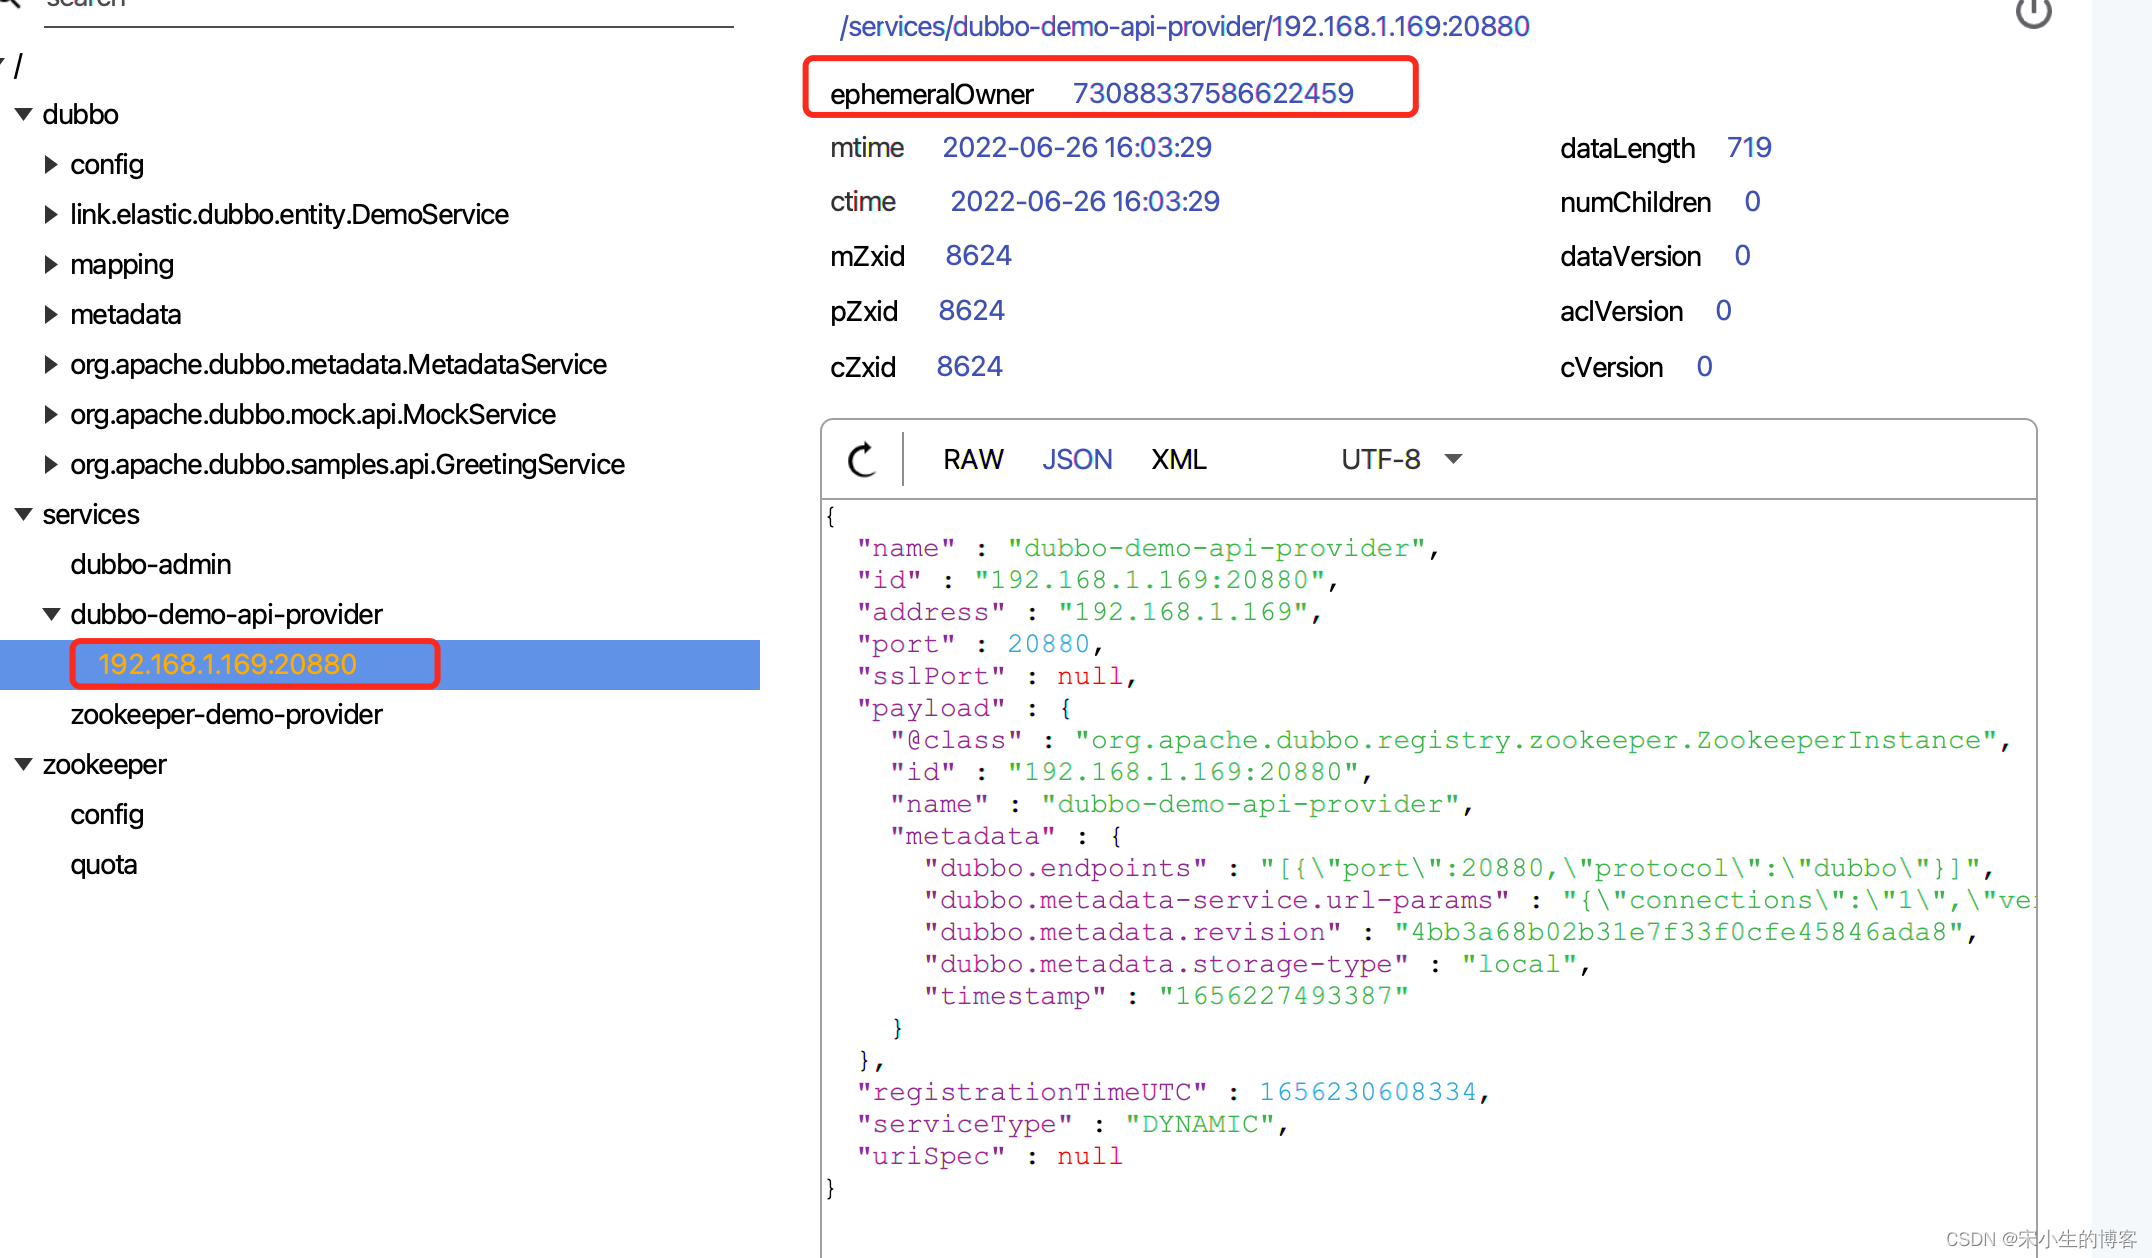 search
/
dubbo
config
link.elastic.dubbo.entity.DemoService
mapping
metadata
org.apache.dubbo.metadata.MetadataService
org.apache.dubbo.mock.api.MockService
org.apache.dubbo.samples.api.GreetingService
services
dubbo-admin
dubbo-demo-api-provider
192.168.1.169:20880
zookeeper-demo-provider
zookeeper
config
quota
/services/dubbo-demo-api-provider/192.168.1.169:20880
ephemeralOwner 73088337586622459
mtime 2022-06-26 16:03:29 dataLength 719
ctime 2022-06-26 16:03:29 numChildren 0
mZxid 8624 dataVersion 0
pZxid 8624 aclVersion 0
cZxid 8624 cVersion 0
RAW JSON XML UTF-8
{
"name" : "dubbo-demo-api-provider",
"id" : "192.168.1.169:20880",
"address" : "192.168.1.169",
"port" : 20880,
"sslPort" : null,
"payload" : {
"@class" : "org.apache.dubbo.registry.zookeeper.ZookeeperInstance",
"id" : "192.168.1.169:20880",
"name" : "dubbo-demo-api-provider",
"metadata" : {
"dubbo.endpoints" : "[{\"port\":20880,\"protocol\":\"dubbo\"}]",
"dubbo.metadata-service.url-params" : "{\"connections\":\"1\",\"ve
"dubbo.metadata.revision" : "4bb3a68b02b31e7f33f0cfe45846ada8",
"dubbo.metadata.storage-type" : "local",
"timestamp" : "1656227493387"
}
},
"registrationTimeUTC" : 1656230608334,
"serviceType" : "DYNAMIC",
"uriSpec" : null
}
CSDN @宋小生的博客